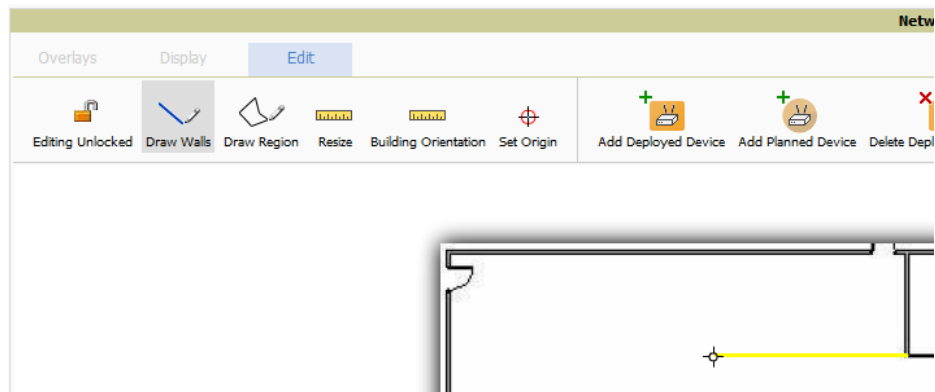 Netw
Overlays Display Edit
Editing Unlocked Draw Walls Draw Region Resize Building Orientation Set Origin Add Deployed Device Add Planned Device Delete Depl